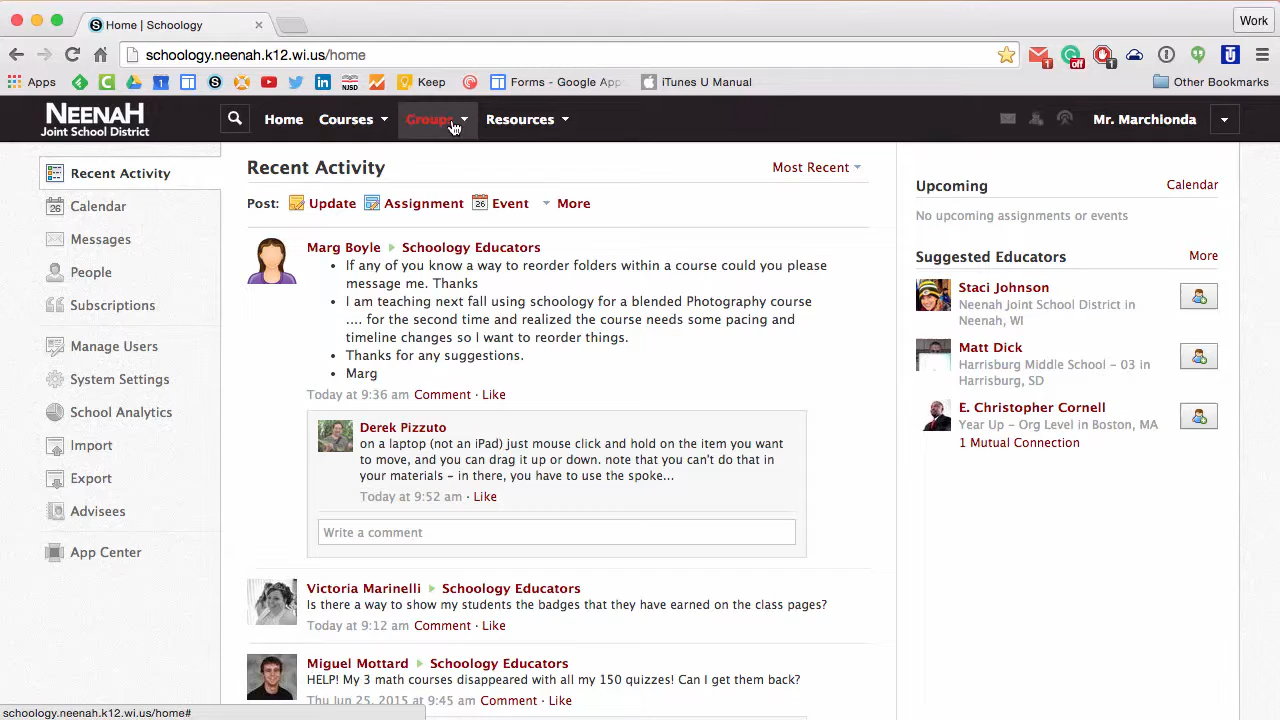 Home | Schoology
Work
schoology.neenah.k12.wi.us/home
Apps
Keep
Forms - Google App
iTunes U Manual
Other Bookmarks
NEENAH
Joint School District
Home
Courses
Groups
Resources
Mr. Marchlonda
Recent Activity
Calendar
Messages
People
Subscriptions
Manage Users
System Settings
School Analytics
Import
Export
Advisees
App Center
Recent Activity
Most Recent
Post: Update Assignment Event More
Marg Boyle Schoology Educators
• If any of you know a way to reorder folders within a course could you please
message me. Thanks
• I am teaching next fall using schoology for a blended Photography course
.... for the second time and realized the course needs some pacing and
timeline changes so I want to reorder things.
• Thanks for any suggestions.
• Marg
Today at 9:36 am Comment · Like
Derek Pizzuto
on a laptop (not an iPad) just mouse click and hold on the item you want
to move, and you can drag it up or down. note that you can't do that in
your materials - in there, you have to use the spoke...
Today at 9:52 am · Like
Write a comment
Victoria Marinelli Schoology Educators
Is there a way to show my students the badges that they have earned on the class pages?
Today at 9:12 am Comment · Like
Miguel Mottard Schoology Educators
HELP! My 3 math courses disappeared with all my 150 quizzes! Can I get them back?
Thu Jun 25, 2015 at 9:45 am Comment · Like
Upcoming
Calendar
No upcoming assignments or events
Suggested Educators
More
Staci Johnson
Neenah Joint School District in
Neenah, WI
Matt Dick
Harrisburg Middle School - 03 in
Harrisburg, SD
E. Christopher Cornell
Year Up - Org Level in Boston, MA
1 Mutual Connection
schoology.neenah.k12.wi.us/home#